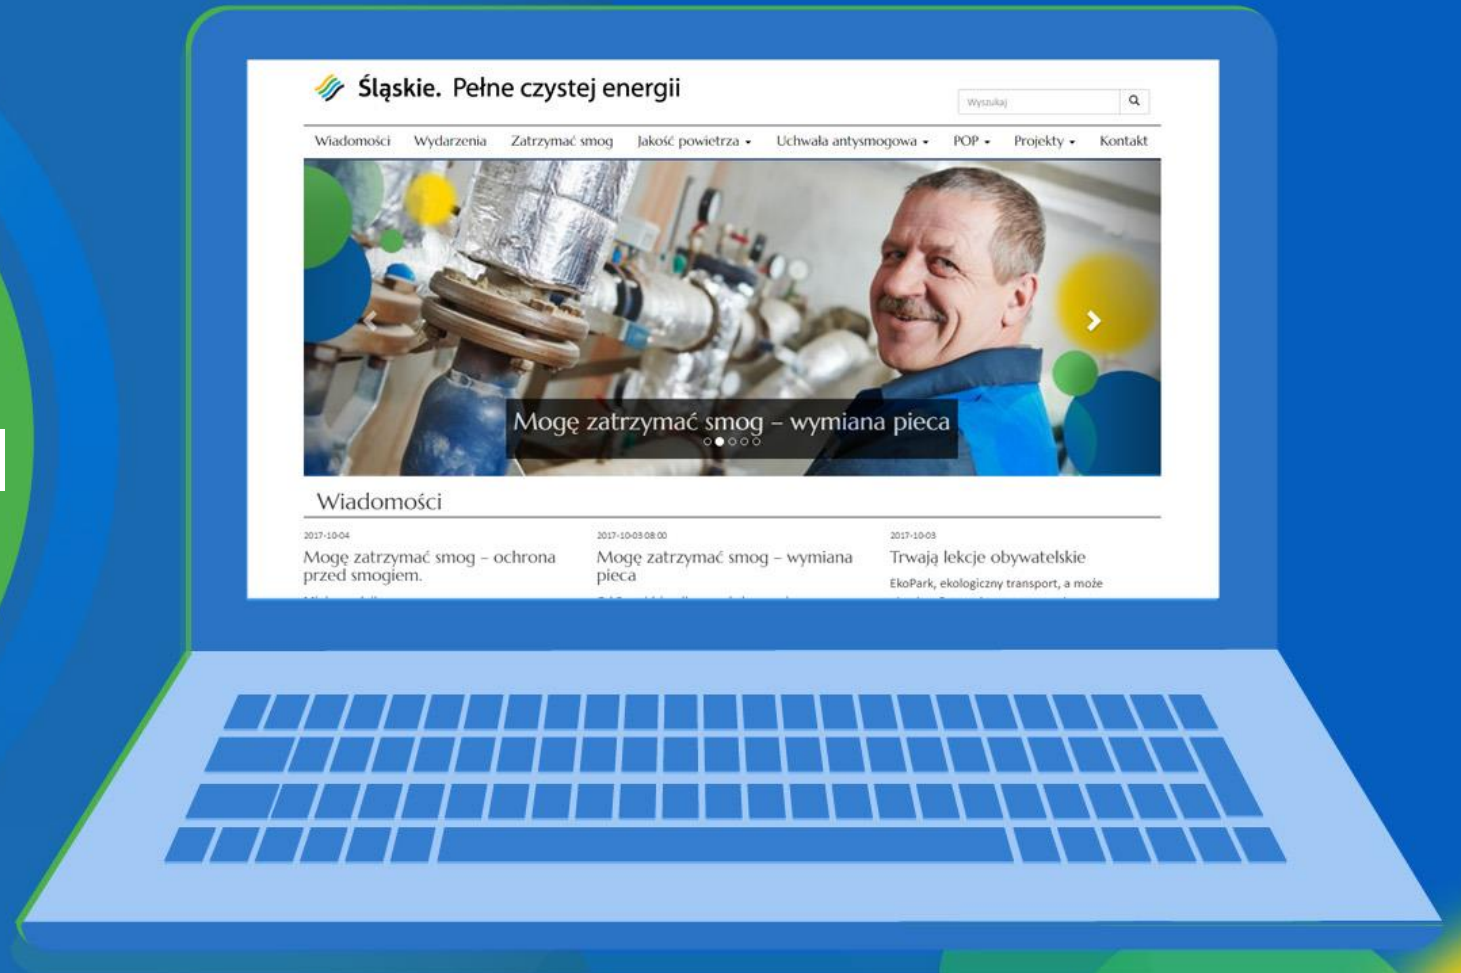 Śląskie. Pełne czystej energii
Wyszukaj
Wiadomości Wydarzenia Zatrzymać smog Jakość powietrza Uchwała antysmogowa POP Projekty Kontakt
Mogę zatrzymać smog – wymiana pieca
Wiadomości
2017-10-04
Mogę zatrzymać smog – ochrona
przed smogiem.
2017-10-03 08:00
Mogę zatrzymać smog – wymiana
pieca
2017-10-03
Trwają lekcje obywatelskie
EkoPark, ekologiczny transport, a może